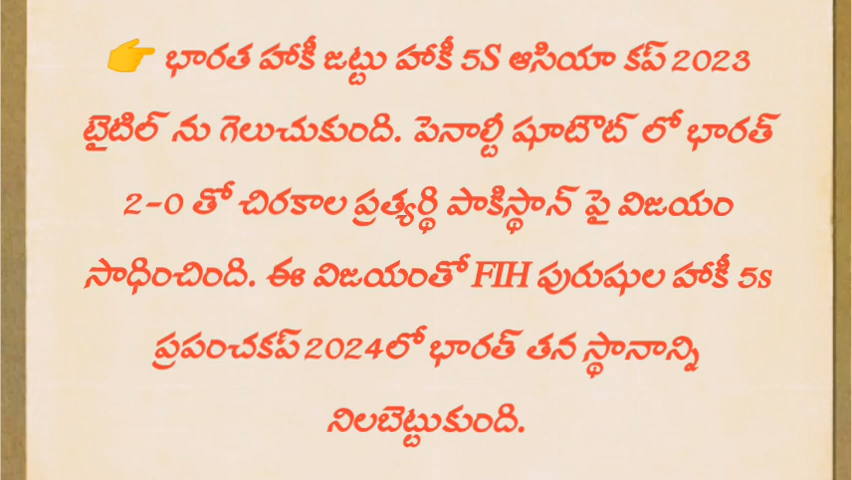 👉 భారత హాకీ జట్టు హాకీ 5S ఆసియా కప్ 2023
టైటిల్ ను గెలుచుకుంది. పెనాల్టీ షూటౌట్ లో భారత్
2-0 తో చిరకాల ప్రత్యర్థి పాకిస్థాన్ పై విజయం
సాధించింది. ఈ విజయంతో FIH పురుషుల హాకీ 5s
ప్రపంచకప్ 2024లో భారత్ తన స్థానాన్ని
నిలబెట్టుకుంది.